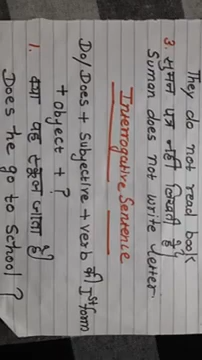 They do not read book
3. सुमन पत्र नहीं लिखती है
Suman does not write letter.
Interrogative Sentence
Do/Does + Subjective + verb की Ist form
+ object + ?
1. क्या वह स्कूल जाता है?
Does he go to School ?